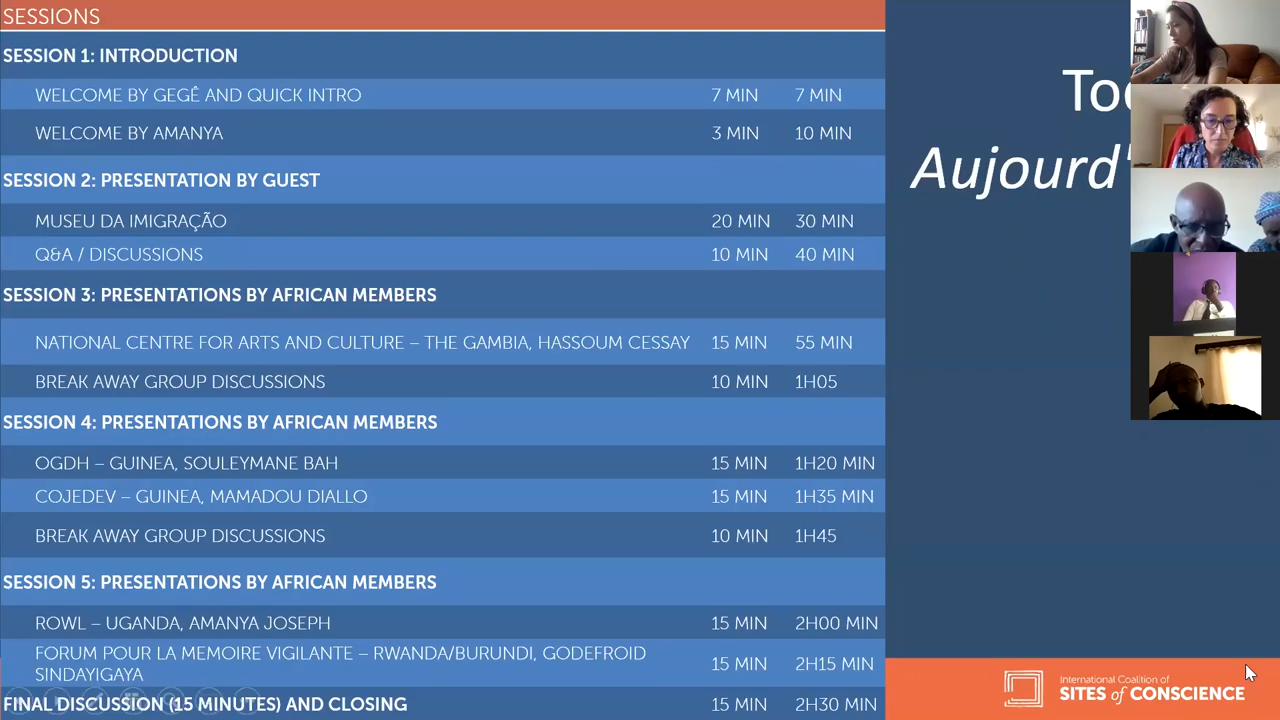 SESSIONS
SESSION 1: INTRODUCTION
WELCOME BY GEGÊ AND QUICK INTRO 7 MIN 7 MIN
WELCOME BY AMANYA 3 MIN 10 MIN
SESSION 2: PRESENTATION BY GUEST
MUSEU DA IMIGRAÇÃO 20 MIN 30 MIN
Q&A / DISCUSSIONS 10 MIN 40 MIN
SESSION 3: PRESENTATIONS BY AFRICAN MEMBERS
NATIONAL CENTRE FOR ARTS AND CULTURE – THE GAMBIA, HASSOUM CESSAY 15 MIN 55 MIN
BREAK AWAY GROUP DISCUSSIONS 10 MIN 1H05
SESSION 4: PRESENTATIONS BY AFRICAN MEMBERS
OGDH – GUINEA, SOULEYMANE BAH 15 MIN 1H20 MIN
COJEDEV – GUINEA, MAMADOU DIALLO 15 MIN 1H35 MIN
BREAK AWAY GROUP DISCUSSIONS 10 MIN 1H45
SESSION 5: PRESENTATIONS BY AFRICAN MEMBERS
ROWL – UGANDA, AMANYA JOSEPH 15 MIN 2H00 MIN
FORUM POUR LA MEMOIRE VIGILANTE – RWANDA/BURUNDI, GODEFROID
SINDAYIGAYA 15 MIN 2H15 MIN
FINAL DISCUSSION (15 MINUTES) AND CLOSING 15 MIN 2H30 MIN
Aujourd'
International Coalition of
SITES of CONSCIENCE